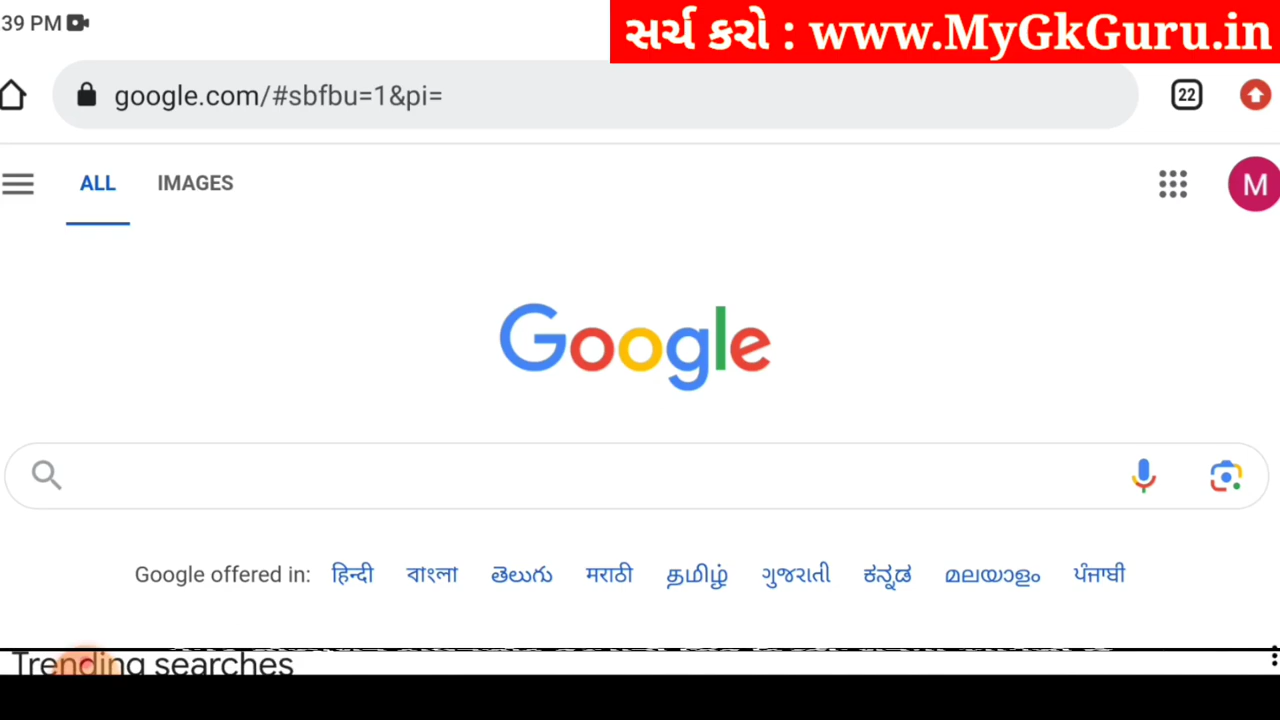 39 PM
સર્ચ કરો : www.MyGkGuru.in
google.com/#sbfbu=1&pi=
22
ALL IMAGES
M
Google
Google offered in: हिन्दी বাংলা తెలుగు मराठी தமிழ் ગુજરાતી ಕನ್ನಡ മലയാളം ਪੰਜਾਬੀ
Trending searches